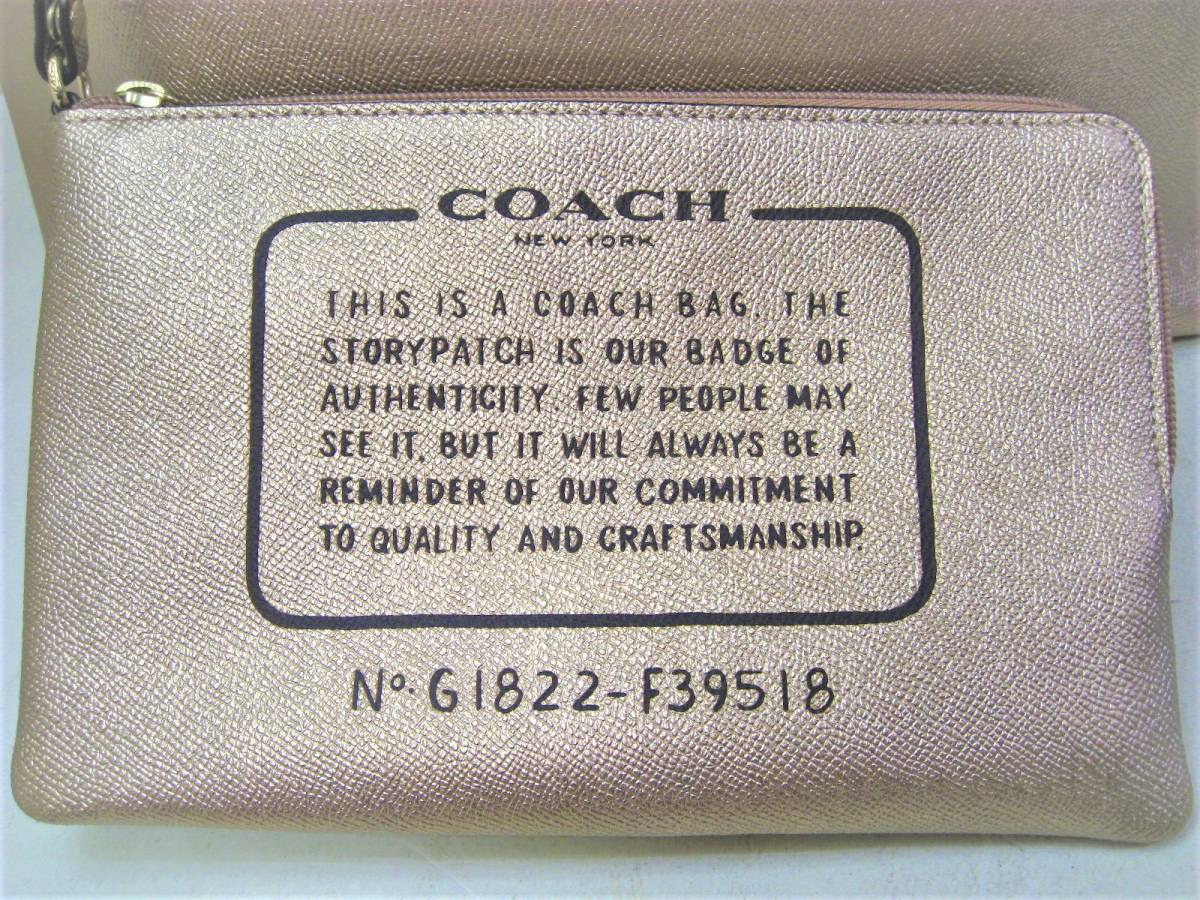 COACH
NEW YORK
THIS IS A COACH BAG. THE
STORYPATCH IS OUR BADGE OF
AUTHENTICITY. FEW PEOPLE MAY
SEE IT, BUT IT WILL ALWAYS BE A
REMINDER OF OUR COMMITMENT
TO QUALITY AND CRAFTSMANSHIP.
Nº. G1822-F39518